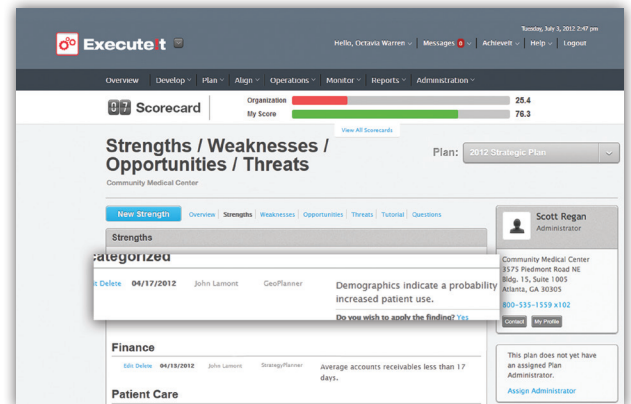 Tuesday, July 3, 2012 2:47 pm
Execute!t
Hello, Octavia Warren Messages 0 AchieveIt Help Logout
Overview Develop Plan Align Operations Monitor Reports Administration
07 Scorecard
Organization 25.4
My Score 76.3
View All Scorecards
Strengths / Weaknesses /
Opportunities / Threats
Plan: 2012 Strategic Plan
Community Medical Center
New Strength Overview Strengths Weaknesses Opportunities Threats Tutorial Questions
Strengths
Scott Regan
Administrator
Community Medical Center
3575 Piedmont Road NE
Bldg. 15, Suite 1005
Atlanta, GA 30305
800-535-1559 x102
Contact My Profile
categorized
it Delete 04/17/2012 John Lamont GeoPlanner Demographics indicate a probability
increased patient use.
Do you wish to apply the finding? Yes
Finance
Edit Delete 04/13/2012 John Lamont StrategyPlanner Average accounts receivables less than 17
days.
Patient Care
This plan does not yet have
an assigned Plan
Administrator.
Assign Administrator